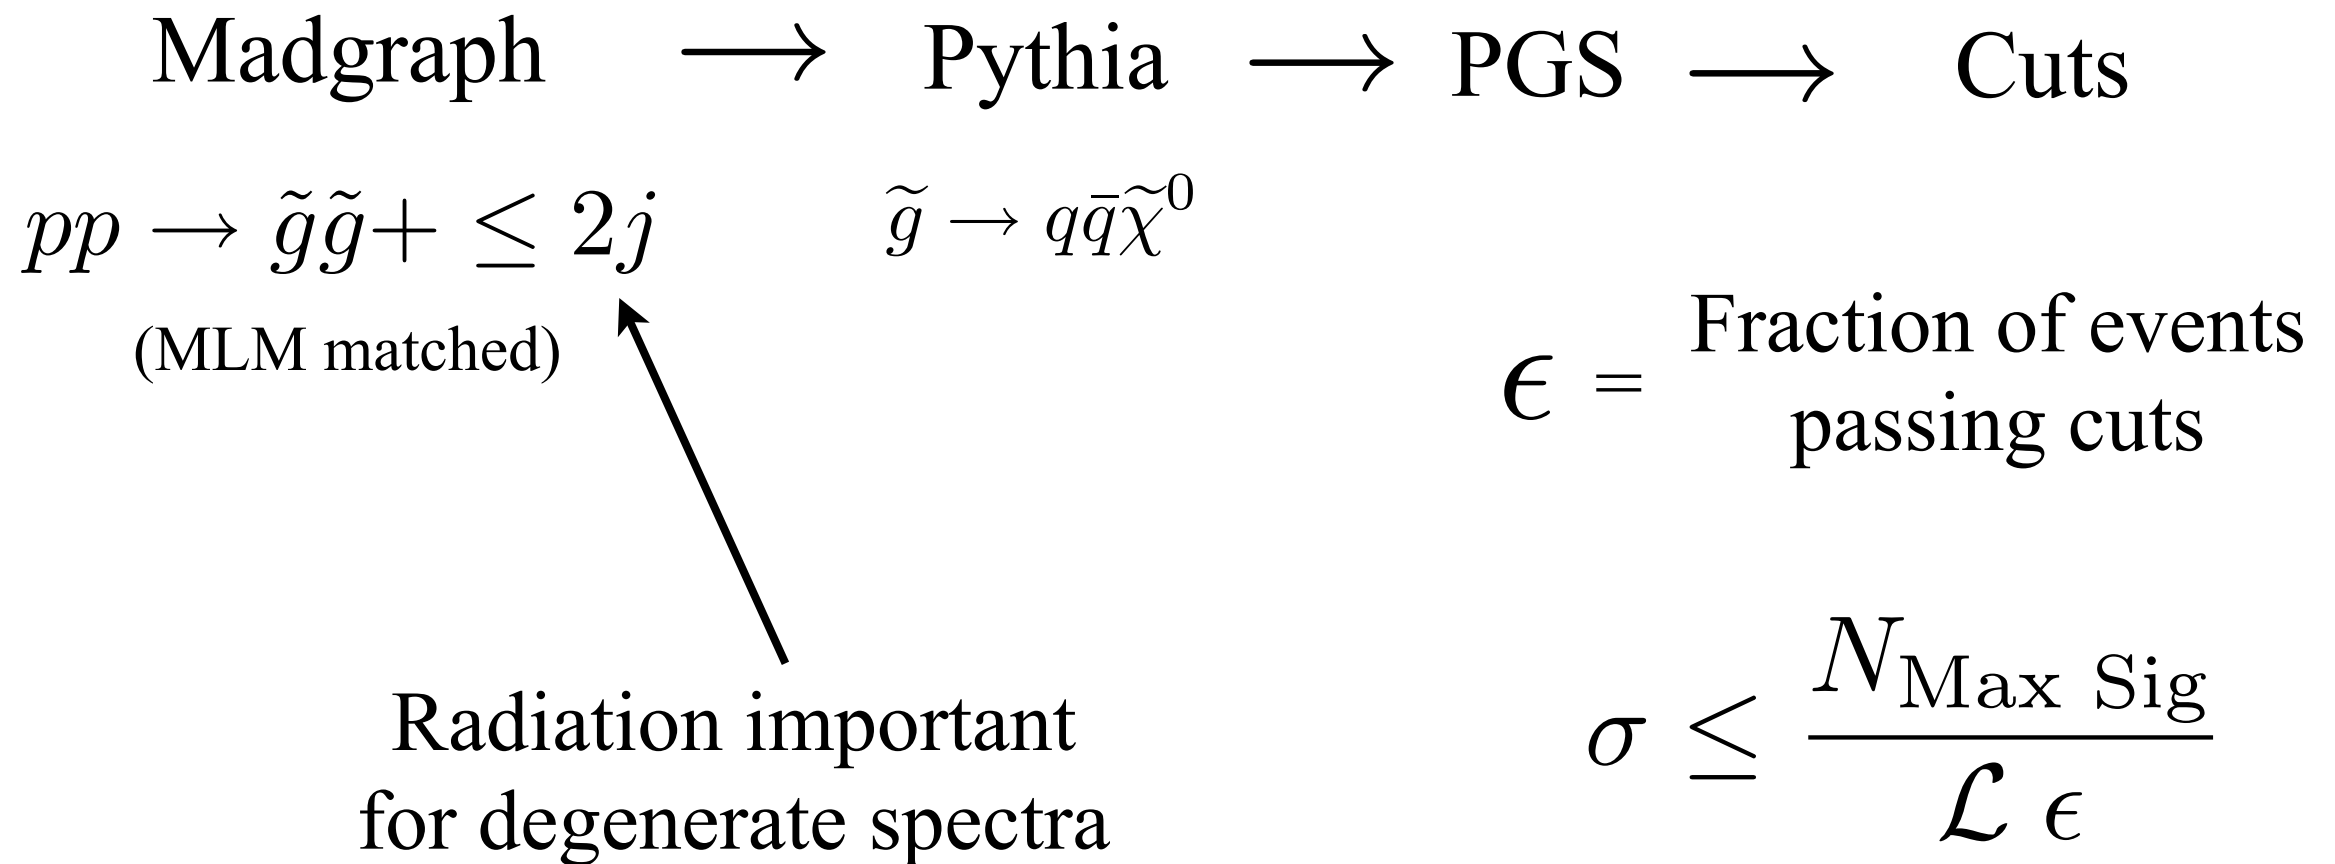 Madgraph → Pythia → PGS → Cuts
pp → g̃g̃+ ≤ 2j
g̃ → qq̄χ̃⁰
(MLM matched)
ϵ = Fraction of events
passing cuts
Radiation important
for degenerate spectra
σ ≤ N_Max Sig / ℒ ϵ